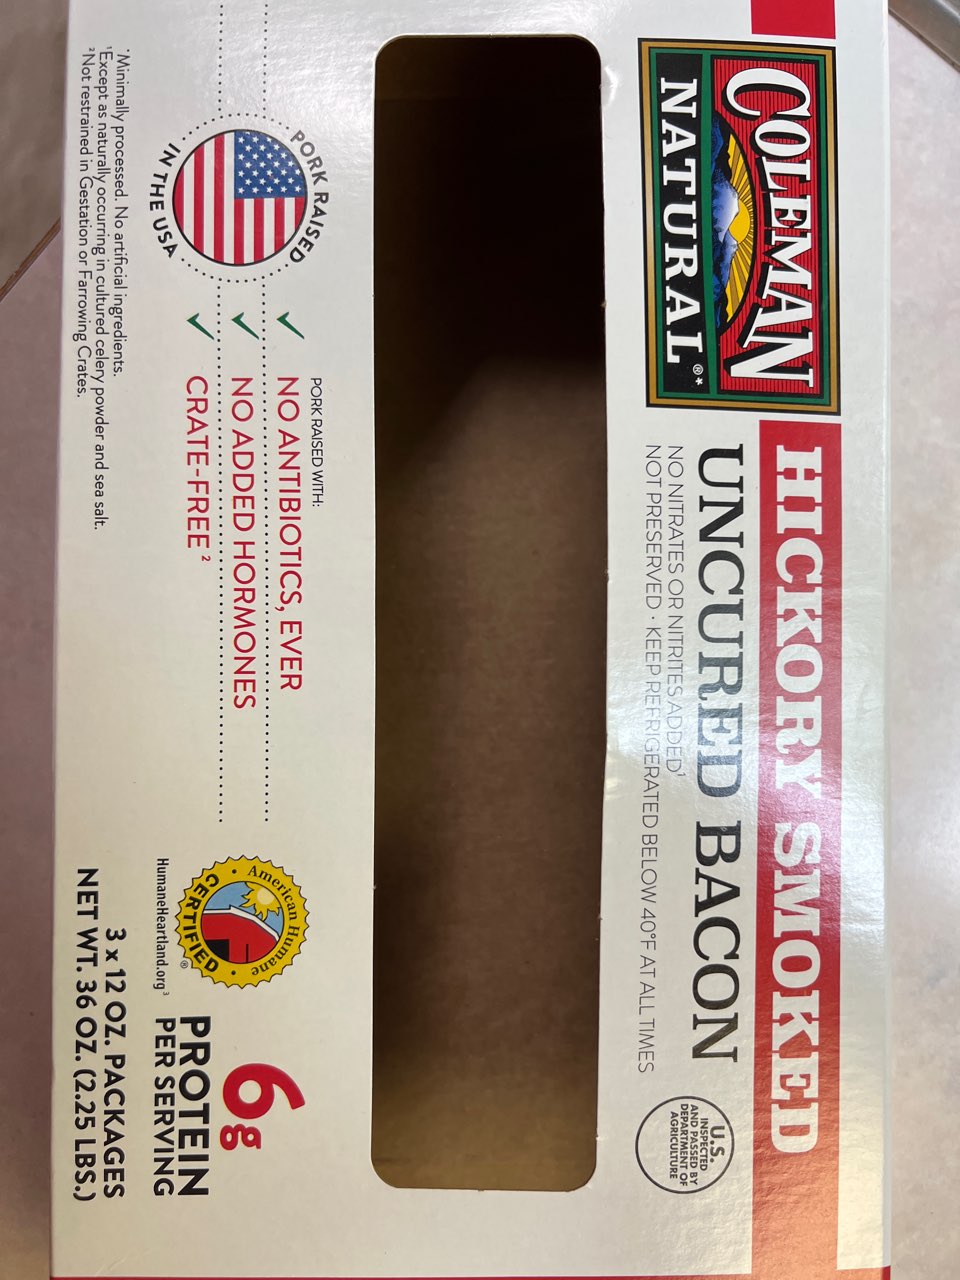 COLEMAN
NATURAL®*
HICKORY SMOKED
UNCURED BACON
NO NITRATES OR NITRITES ADDED¹
NOT PRESERVED · KEEP REFRIGERATED BELOW 40°F AT ALL TIMES
U.S.
INSPECTED
AND PASSED BY
DEPARTMENT OF
AGRICULTURE
PORK RAISED
IN THE USA
PORK RAISED WITH:
✓ NO ANTIBIOTICS, EVER
✓ NO ADDED HORMONES
✓ CRATE-FREE²
*Minimally processed. No artificial ingredients.
¹Except as naturally occurring in cultured celery powder and sea salt.
²Not restrained in Gestation or Farrowing Crates.
American Humane
CERTIFIED®
HumaneHeartland.org³
6g
PROTEIN
PER SERVING
3 x 12 OZ. PACKAGES
NET WT. 36 OZ. (2.25 LBS.)